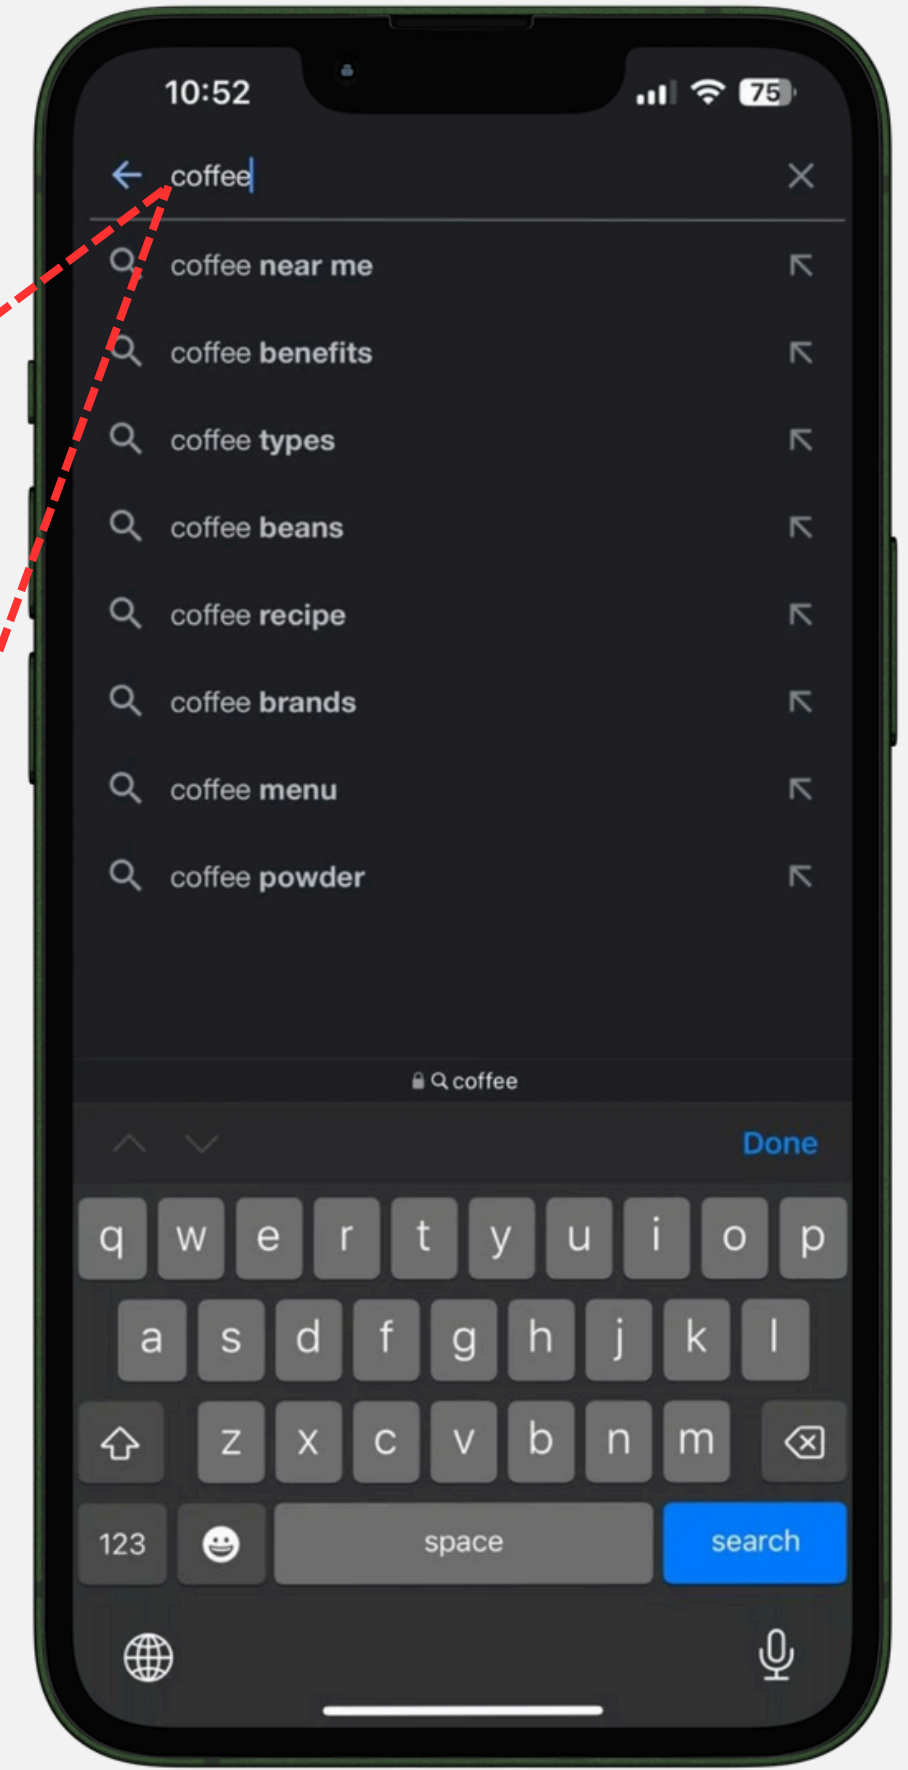 10:52
75
coffee
coffee near me
coffee benefits
coffee types
coffee beans
coffee recipe
coffee brands
coffee menu
coffee powder
coffee
Done
q w e r t y u i o p
a s d f g h j k l
z x c v b n m
123 space search